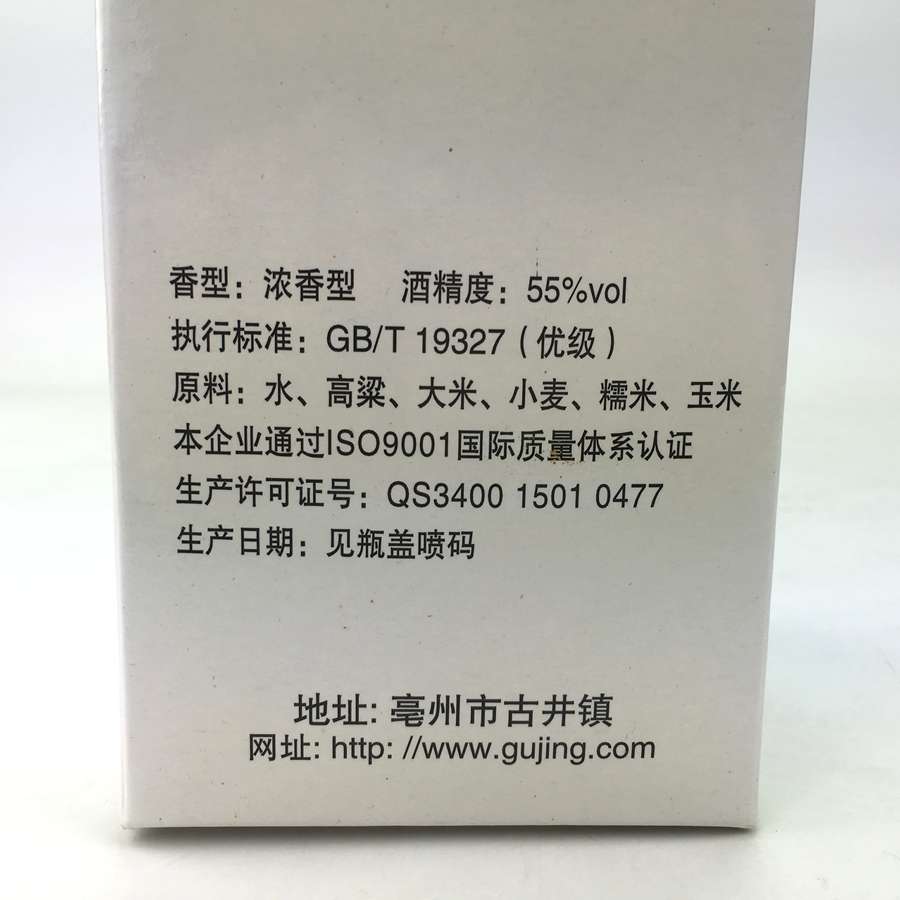 香型：浓香型 酒精度：55%vol
执行标准：GB/T 19327（优级）
原料：水、高粱、大米、小麦、糯米、玉米
本企业通过ISO9001国际质量体系认证
生产许可证号：QS3400 1501 0477
生产日期：见瓶盖喷码
地址: 亳州市古井镇
网址: http: //www.gujing.com